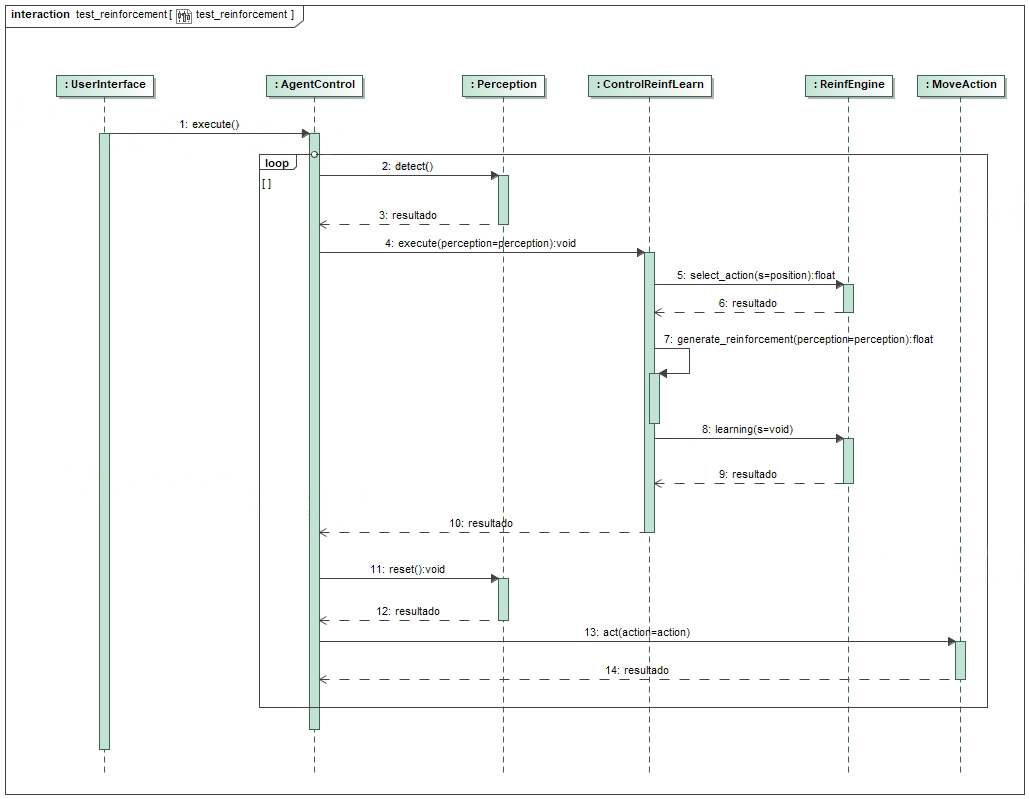 interaction test_reinforcement[ test_reinforcement ]
: UserInterface
: AgentControl
: Perception
: ControlReinfLearn
: ReinfEngine
: MoveAction
1: execute()
loop
[ ]
2: detect()
3: resultado
4: execute(perception=perception):void
5: select_action(s=position):float
6: resultado
7: generate_reinforcement(perception=perception):float
8: learning(s=void)
9: resultado
10: resultado
11: reset():void
12: resultado
13: act(action=action)
14: resultado